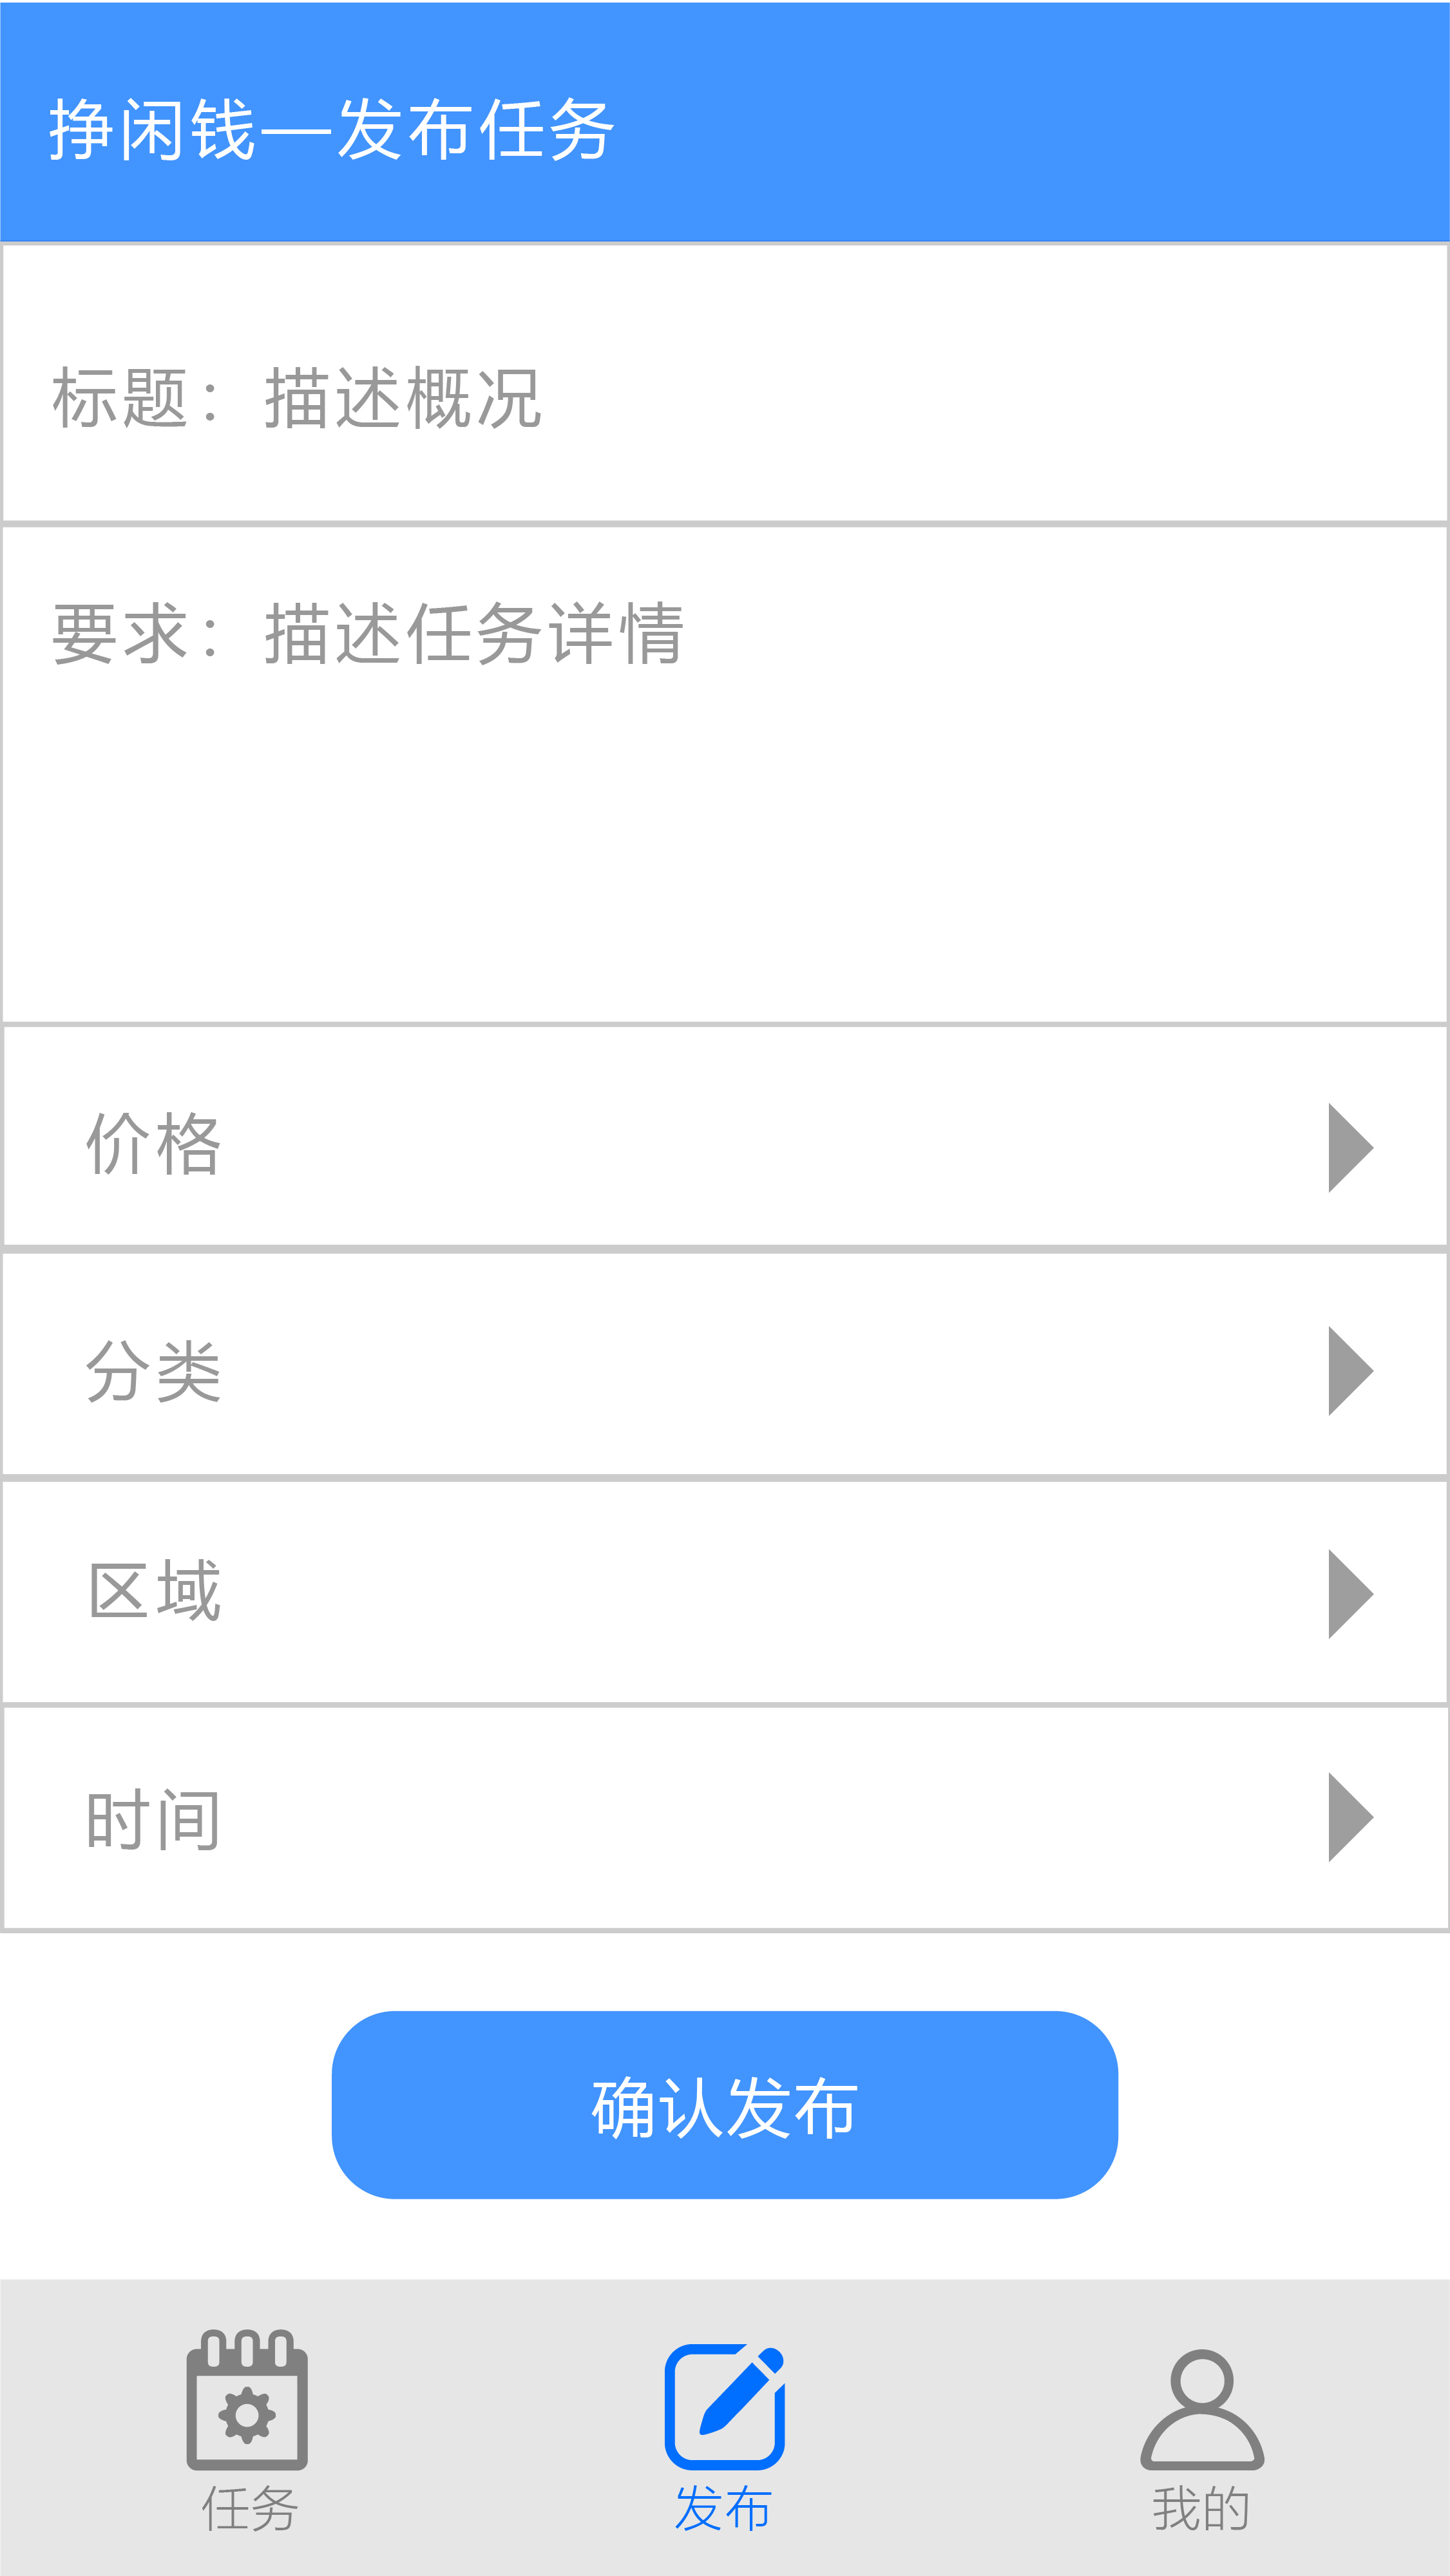 挣闲钱—发布任务
标题：描述概况
要求：描述任务详情
价格
分类
区域
时间
确认发布
任务 发布 我的